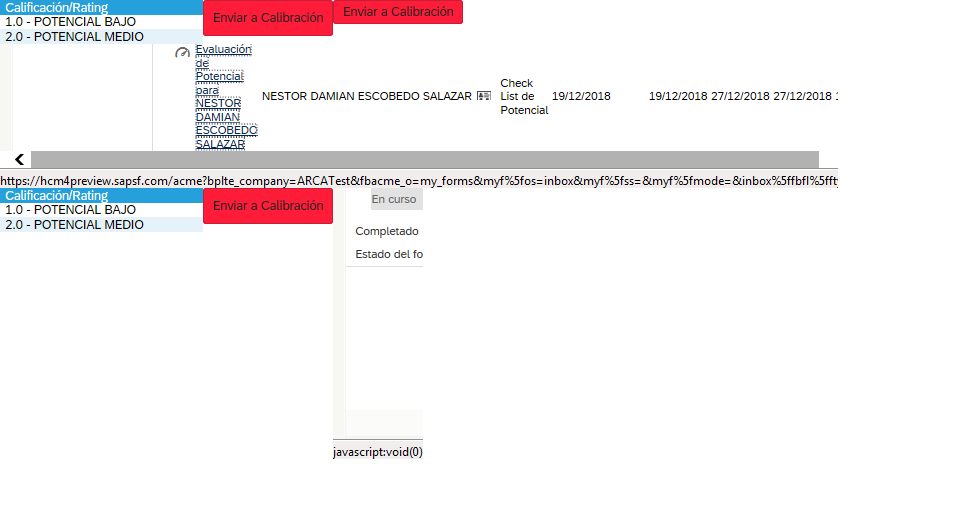 Calificación/Rating
1.0 - POTENCIAL BAJO
2.0 - POTENCIAL MEDIO
Enviar a Calibración
Enviar a Calibración
Evaluación
de
Potencial
para
NESTOR
DAMIAN
ESCOBEDO
SALAZAR
NESTOR DAMIAN ESCOBEDO SALAZAR
Check
List de
Potencial
19/12/2018
19/12/2018 27/12/2018 27/12/2018
https://hcm4preview.sapsf.com/acme?bplte_company=ARCATest&fbacme_o=my_forms&myf%5fos=inbox&myf%5fss=&myf%5fmode=&inbox%5ffbfl%5fft
Calificación/Rating
1.0 - POTENCIAL BAJO
2.0 - POTENCIAL MEDIO
Enviar a Calibración
En curso
Completado
Estado del fo
javascript:void(0)